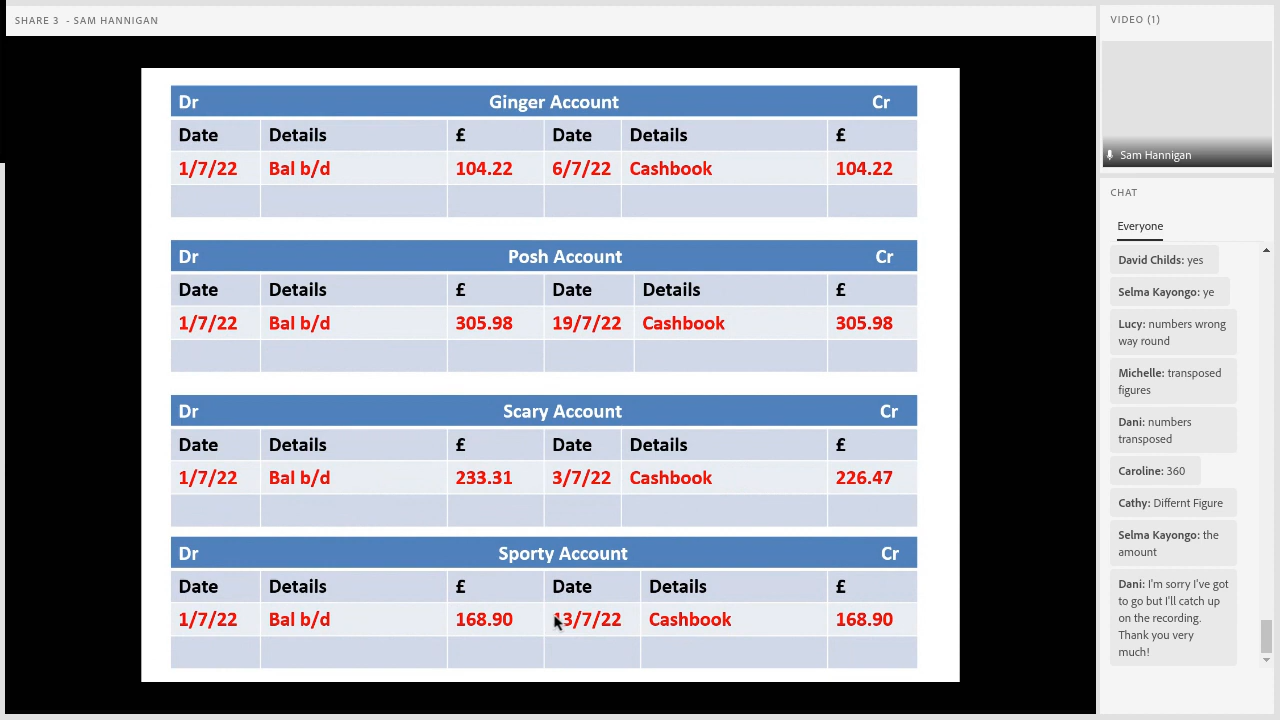 SHARE 3 - SAM HANNIGAN
Dr Ginger Account Cr
Date Details £ Date Details £
1/7/22 Bal b/d 104.22 6/7/22 Cashbook 104.22
Dr Posh Account Cr
Date Details £ Date Details £
1/7/22 Bal b/d 305.98 19/7/22 Cashbook 305.98
Dr Scary Account Cr
Date Details £ Date Details £
1/7/22 Bal b/d 233.31 3/7/22 Cashbook 226.47
Dr Sporty Account Cr
Date Details £ Date Details £
1/7/22 Bal b/d 168.90 13/7/22 Cashbook 168.90
VIDEO (1)
Sam Hannigan
CHAT
Everyone
David Childs: yes
Selma Kayongo: ye
Lucy: numbers wrong
way round
Michelle: transposed
figures
Dani: numbers
transposed
Caroline: 360
Cathy: Differnt Figure
Selma Kayongo: the
amount
Dani: I'm sorry I've got
to go but I'll catch up
on the recording.
Thank you very
much!